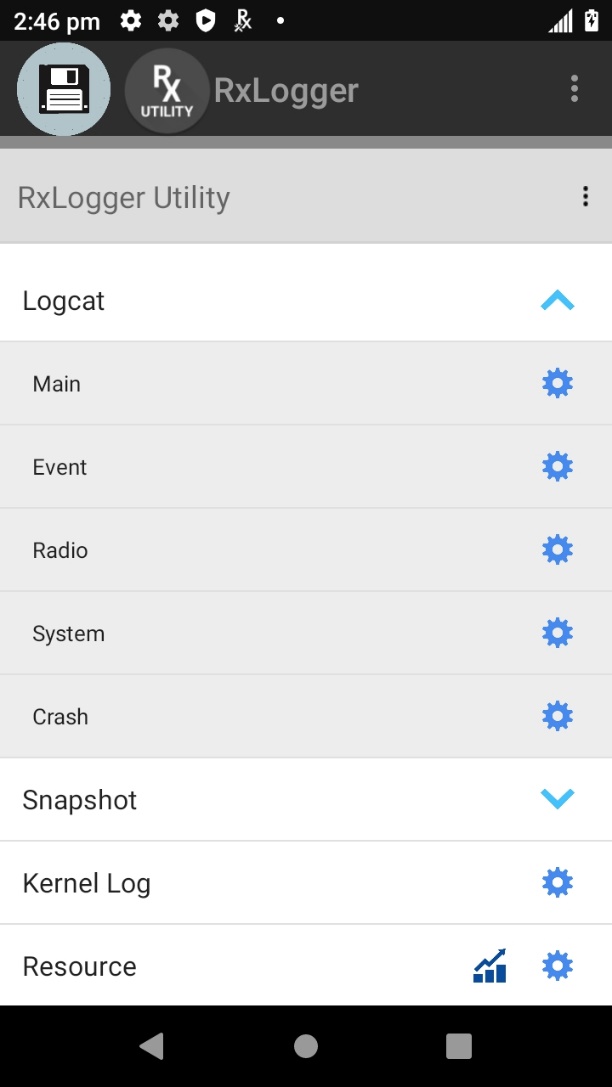 2:46 pm
Rx
UTILITY
RxLogger
RxLogger Utility
Logcat
Main
Event
Radio
System
Crash
Snapshot
Kernel Log
Resource